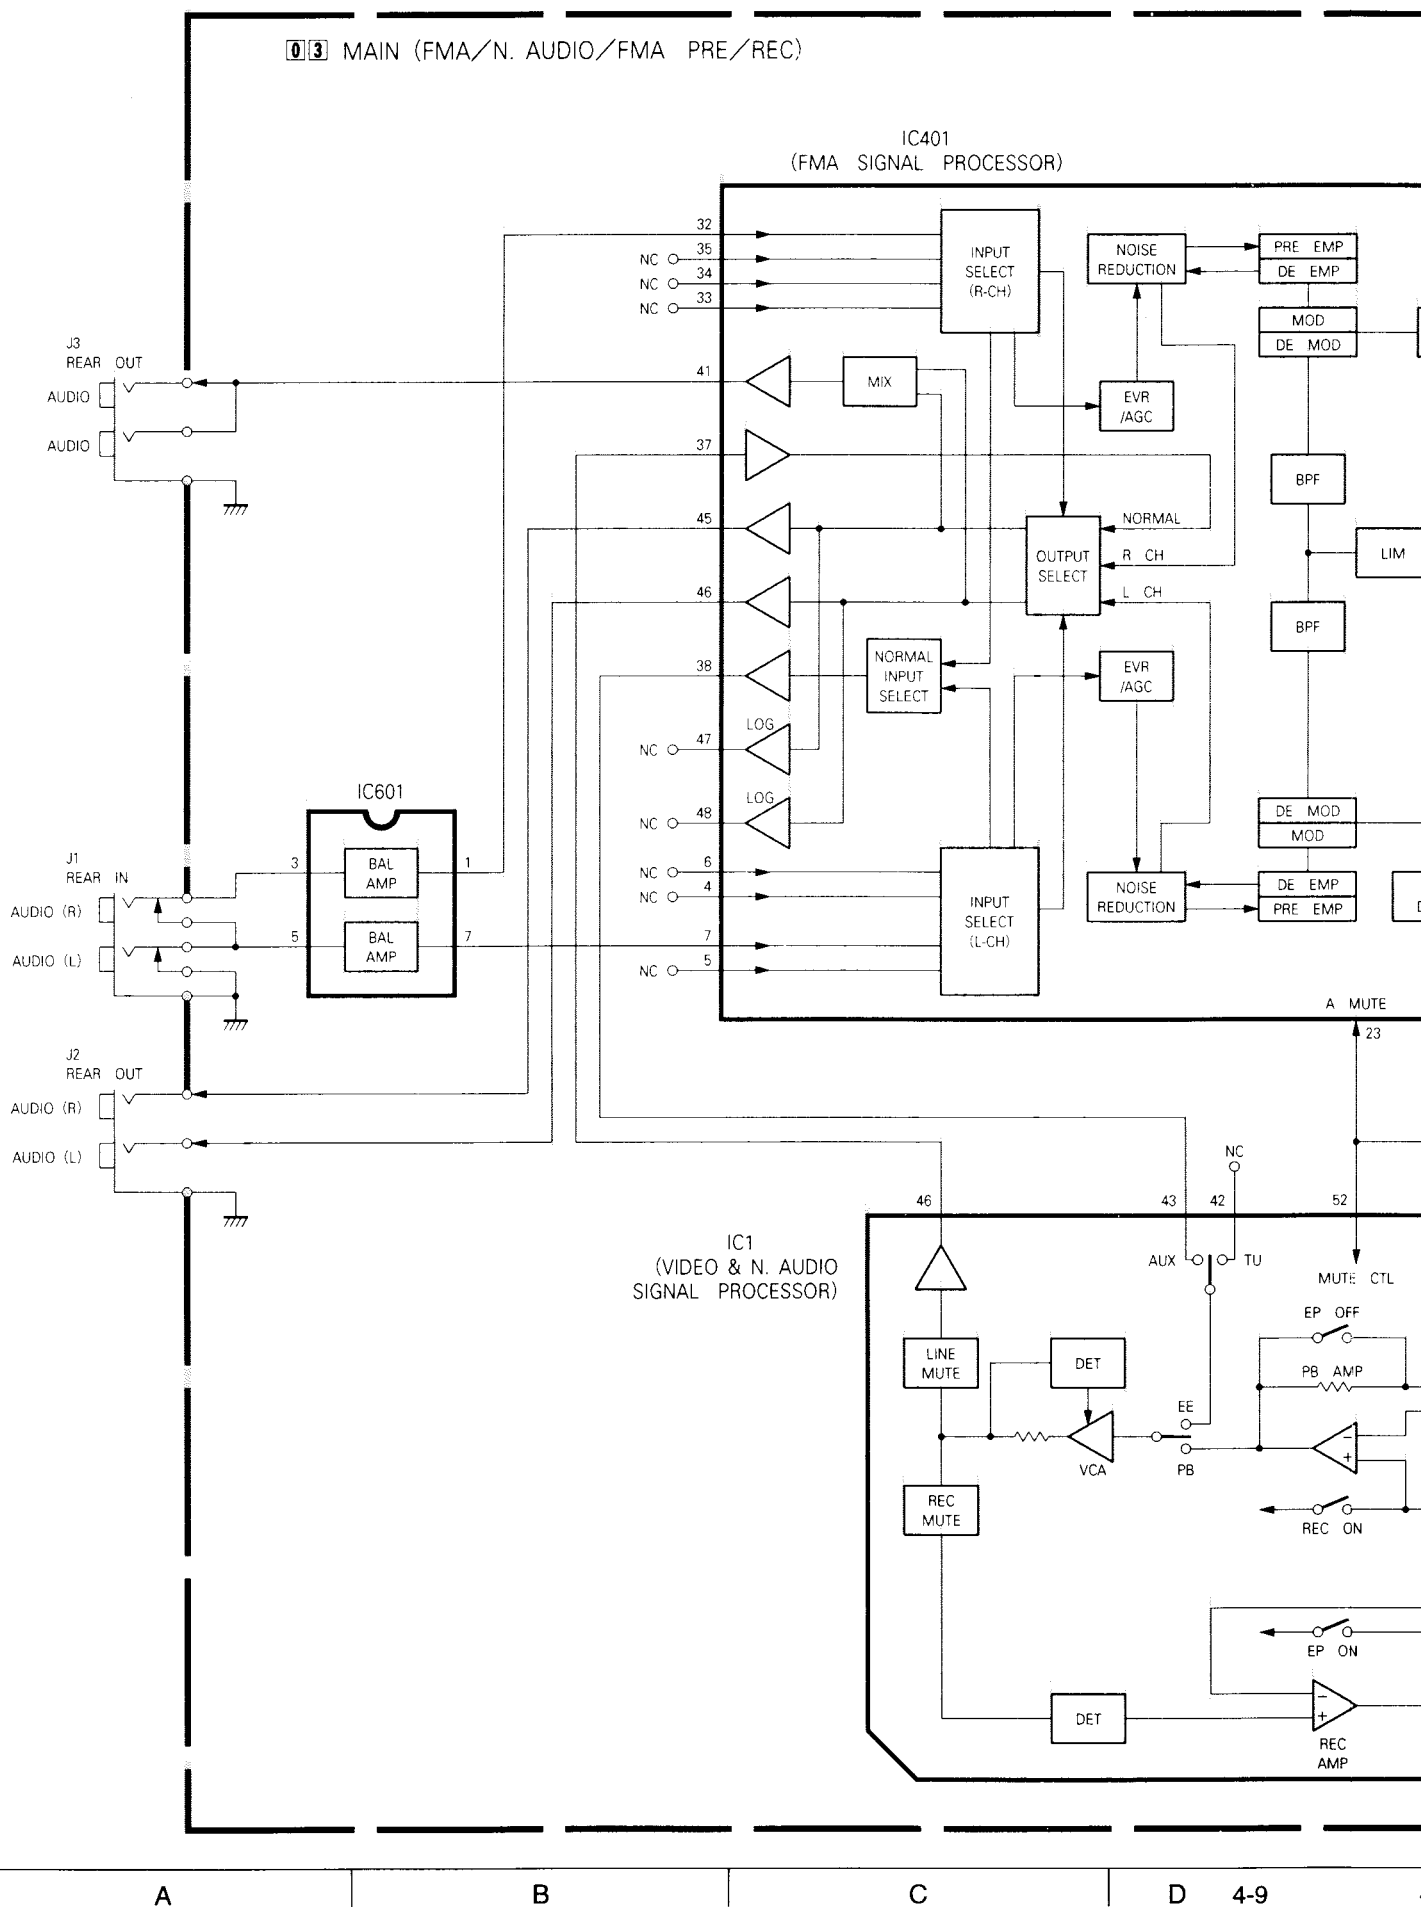 03 MAIN (FMA/N. AUDIO/FMA PRE/REC)
IC401
(FMA SIGNAL PROCESSOR)
32
NC 35
NC 34
NC 33
INPUT
SELECT
(R-CH)
NOISE
REDUCTION
PRE EMP
DE EMP
MOD
DE MOD
J3
REAR OUT
AUDIO
AUDIO
41
MIX
EVR
/AGC
37
BPF
45
NORMAL
OUTPUT
SELECT
R CH
LIM
46
L CH
BPF
38
NORMAL
INPUT
SELECT
EVR
/AGC
LOG
NC 47
LOG
NC 48
IC601
DE MOD
MOD
J1
REAR IN
AUDIO (R)
AUDIO (L)
3
BAL
AMP
1
5
BAL
AMP
7
NC 6
NC 4
7
NC 5
INPUT
SELECT
(L-CH)
NOISE
REDUCTION
DE EMP
PRE EMP
A MUTE
23
J2
REAR OUT
AUDIO (R)
AUDIO (L)
NC
46
43
42
52
IC1
(VIDEO & N. AUDIO
SIGNAL PROCESSOR)
AUX
TU
MUTE CTL
EP OFF
LINE
MUTE
DET
PB AMP
EE
VCA
PB
−
+
REC
MUTE
REC ON
EP ON
DET
−
+
REC
AMP
A B C D 4-9